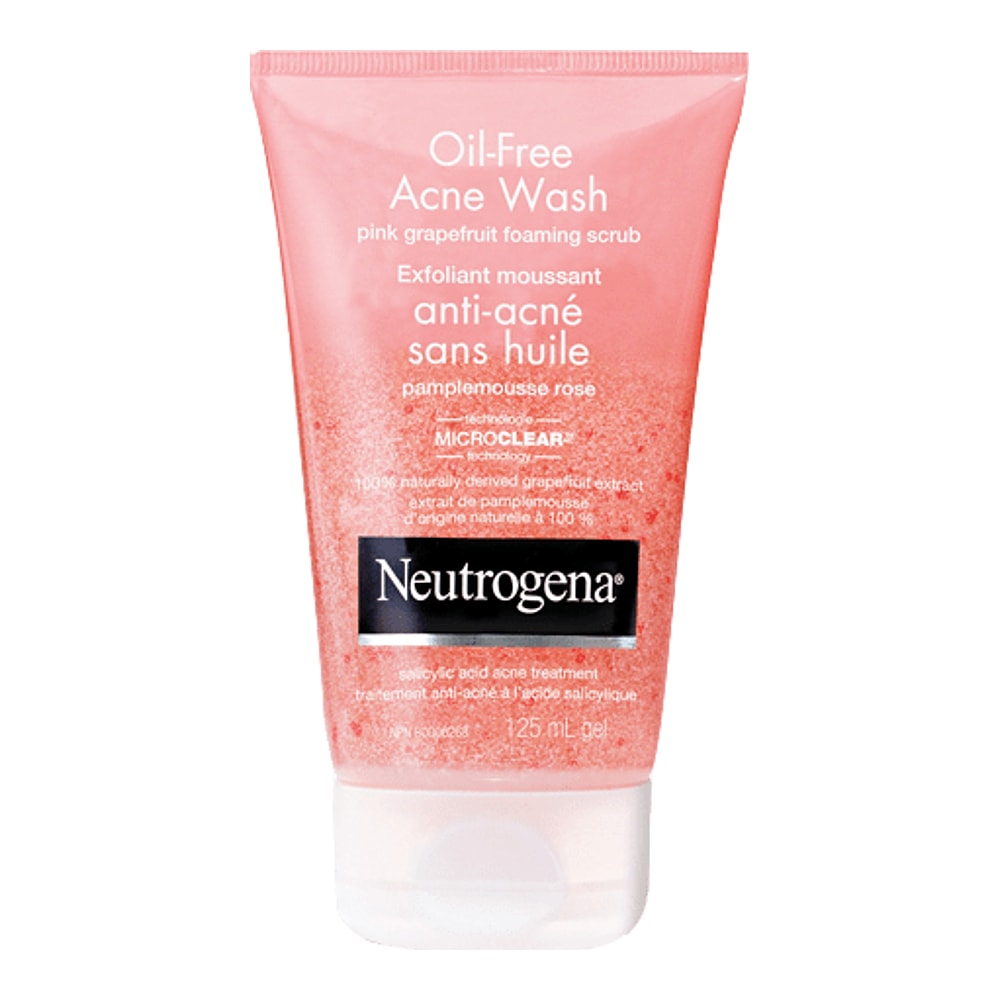 Oil-Free
Acne Wash
pink grapefruit foaming scrub
Exfoliant moussant
anti-acné
sans huile
pamplemousse rose
technologie
MICROCLEAR™
technology
100% naturally derived grapefruit extract
extrait de pamplemousse
d'origine naturelle à 100 %
Neutrogena®
salicylic acid acne treatment
traitement anti-acné à l'acide salicylique
NPN
125 mL gel